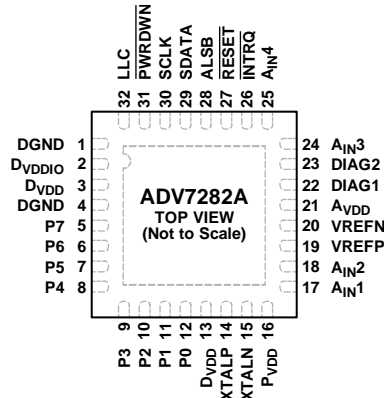 32 LLC
31 PWRDWN
30 SCLK
29 SDATA
28 ALSB
27 RESET
26 INTRQ
25 AIN4
DGND 1
DVDDIO 2
DVDD 3
DGND 4
P7 5
P6 6
P5 7
P4 8
ADV7282A
TOP VIEW
(Not to Scale)
24 AIN3
23 DIAG2
22 DIAG1
21 AVDD
20 VREFN
19 VREFP
18 AIN2
17 AIN1
P3 9
P2 10
P1 11
P0 12
DVDD 13
XTALP 14
XTALN 15
PVDD 16